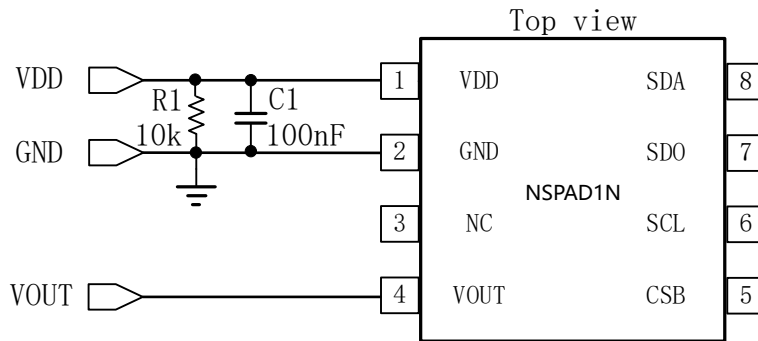 Top view
VDD
1
VDD
SDA
8
R1
C1
10k
100nF
GND
2
GND
SDO
7
NSPAD1N
3
NC
SCL
6
VOUT
4
VOUT
CSB
5